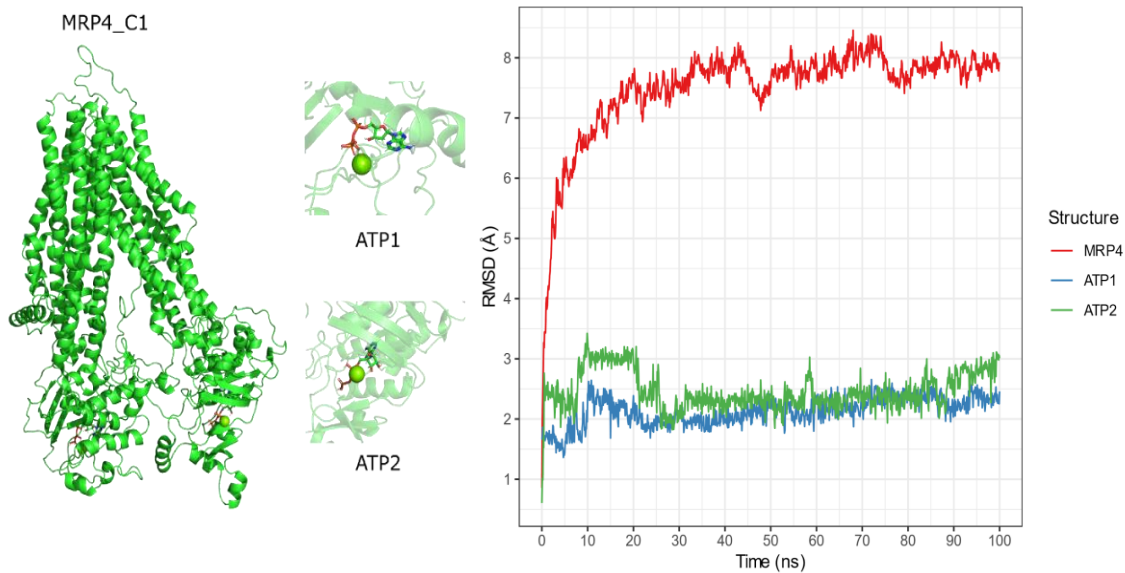 MRP4_C1
ATP1
ATP2
RMSD (Å)
8
7
6
5
4
3
2
1
0 10 20 30 40 50 60 70 80 90 100
Time (ns)
Structure
MRP4
ATP1
ATP2